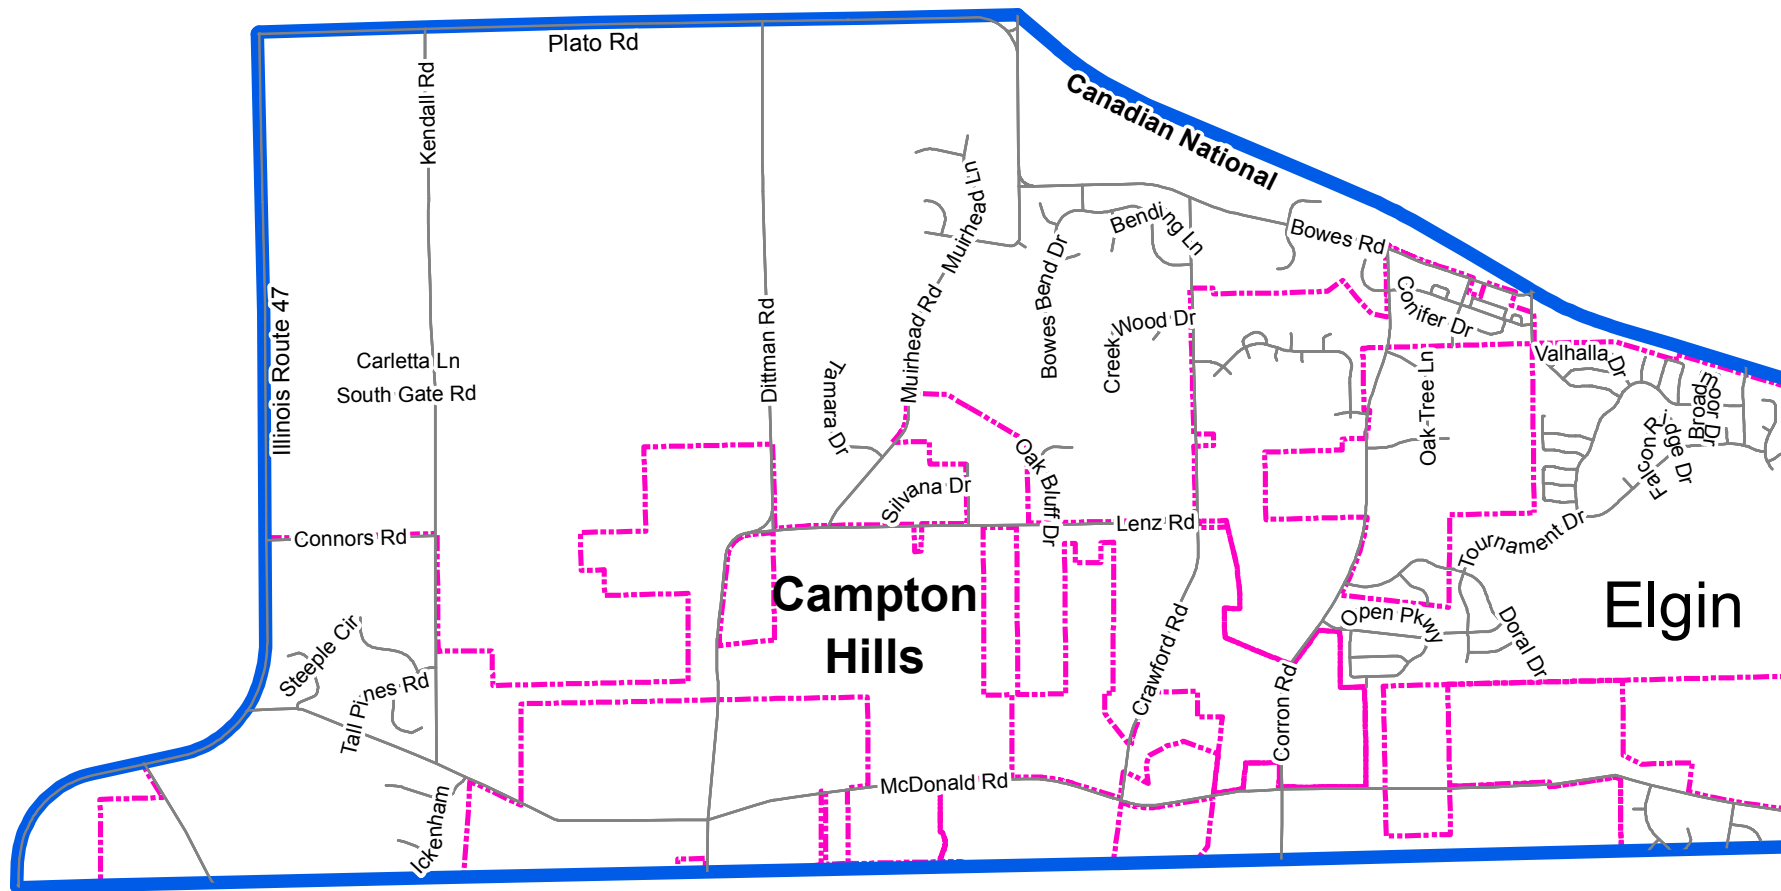 Plato Rd
Kendall Rd
Canadian National
Muirhead Ln
Bending Ln
Bowes Rd
Bowes Bend Dr
Illinois Route 47
Dittman Rd
Muirhead Rd
Creek Wood Dr
Conifer Dr
Carletta Ln
South Gate Rd
Tamara Dr
Oak Tree Ln
Valhalla Dr
Broadmoor Dr
Falcon Ridge Dr
Oak Bluff Dr
Silvana Dr
Lenz Rd
Connors Rd
Tournament Dr
Campton
Hills
Elgin
Open Pkwy
Doral Dr
Steeple Cir
Tall Pines Rd
Crawford Rd
Corron Rd
McDonald Rd
Ickenham